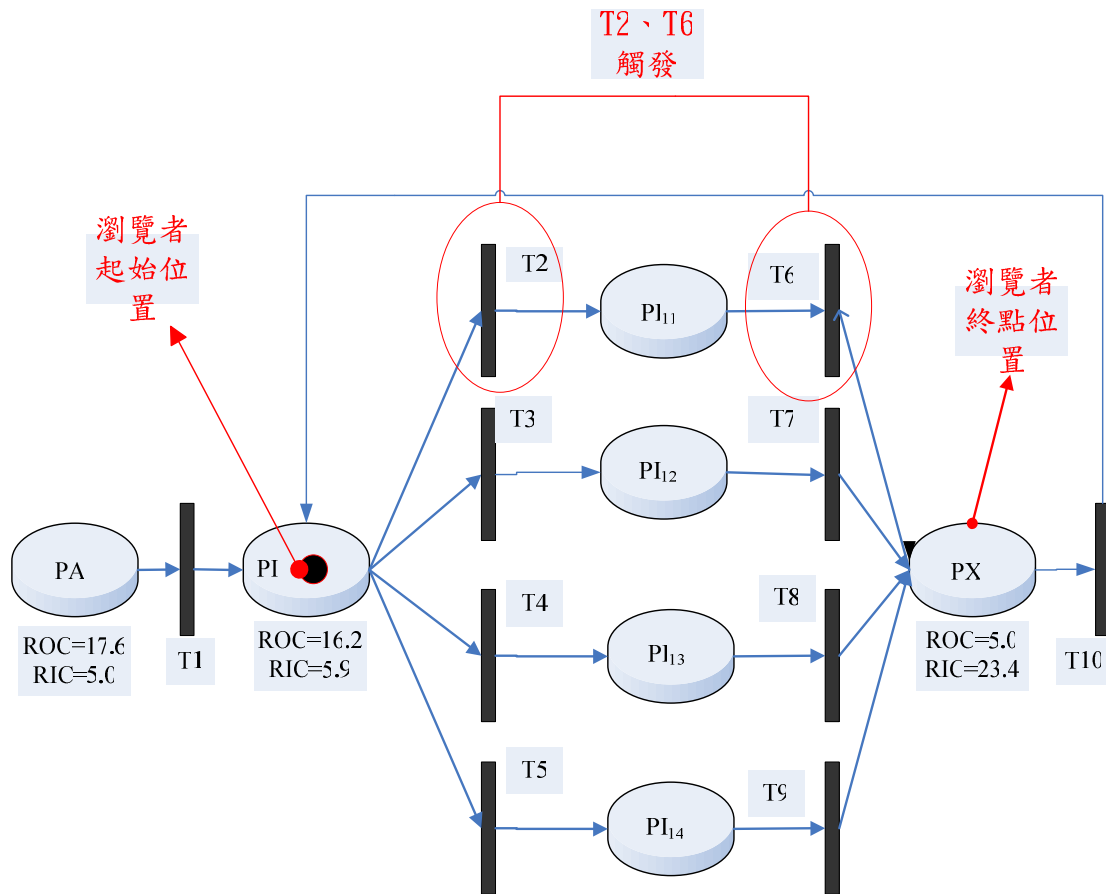 T2、T6
觸發
瀏覽者
起始位
置
瀏覽者
終點位
置
T2
T6
PI₁₁
T3
T7
PI₁₂
PA
PI
PX
ROC=17.6
RIC=5.0
T1
ROC=16.2
RIC=5.9
T4
T8
PI₁₃
ROC=5.0
RIC=23.4
T10
T5
T9
PI₁₄